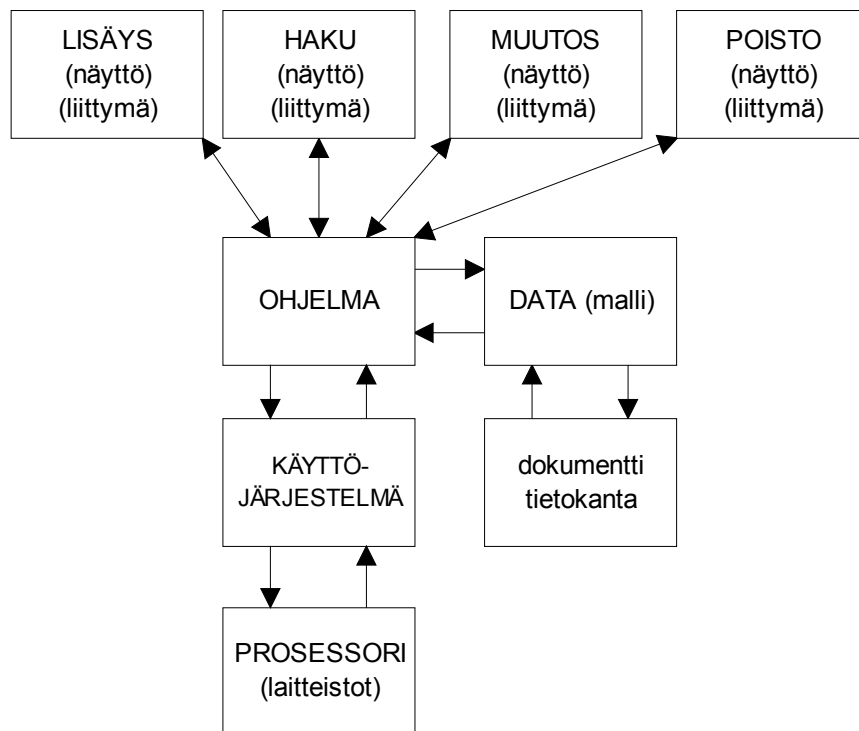 LISÄYS
(näyttö)
(liittymä)
HAKU
(näyttö)
(liittymä)
MUUTOS
(näyttö)
(liittymä)
POISTO
(näyttö)
(liittymä)
OHJELMA
DATA (malli)
KÄYTTÖ-
JÄRJESTELMÄ
dokumentti
tietokanta
PROSESSORI
(laitteistot)